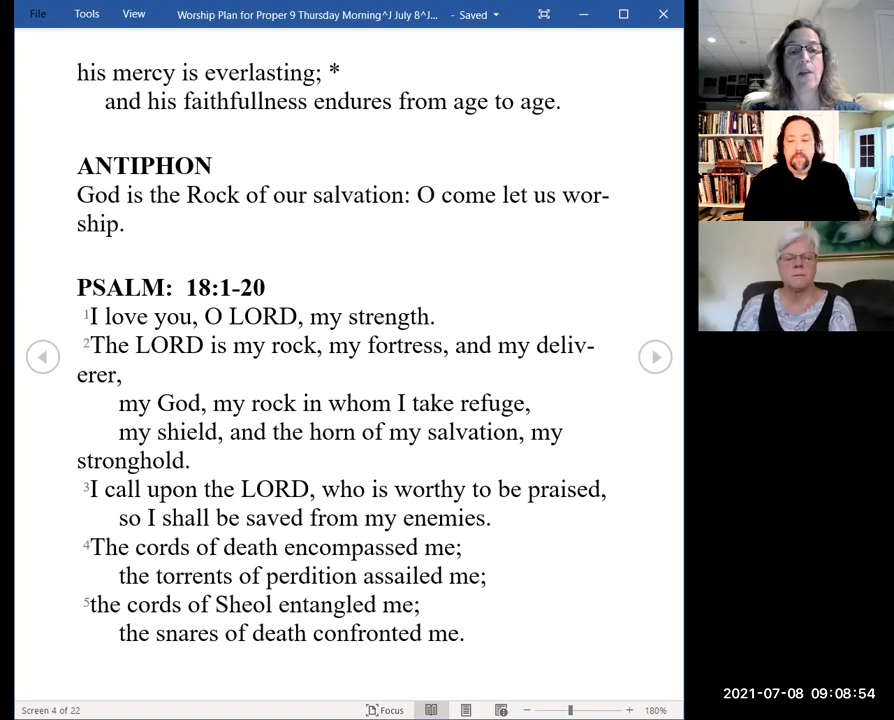 File Tools View Worship Plan for Proper 9 Thursday Morning^J July 8^J... - Saved
his mercy is everlasting; *
and his faithfullness endures from age to age.
ANTIPHON
God is the Rock of our salvation: O come let us wor-
ship.
PSALM: 18:1-20
1I love you, O LORD, my strength.
2The LORD is my rock, my fortress, and my deliv-
erer,
my God, my rock in whom I take refuge,
my shield, and the horn of my salvation, my
stronghold.
3I call upon the LORD, who is worthy to be praised,
so I shall be saved from my enemies.
4The cords of death encompassed me;
the torrents of perdition assailed me;
5the cords of Sheol entangled me;
the snares of death confronted me.
Screen 4 of 22 Focus 180%
2021-07-08 09:08:54